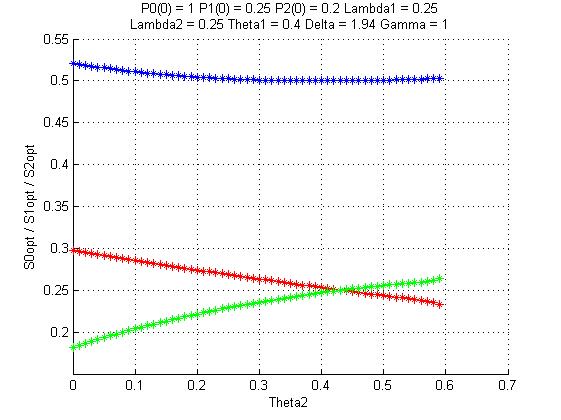 P0(0) = 1 P1(0) = 0.25 P2(0) = 0.2 Lambda1 = 0.25
Lambda2 = 0.25 Theta1 = 0.4 Delta = 1.94 Gamma = 1
0.55
0.5
0.45
0.4
0.35
0.3
0.25
0.2
S0opt / S1opt / S2opt
0 0.1 0.2 0.3 0.4 0.5 0.6 0.7
Theta2